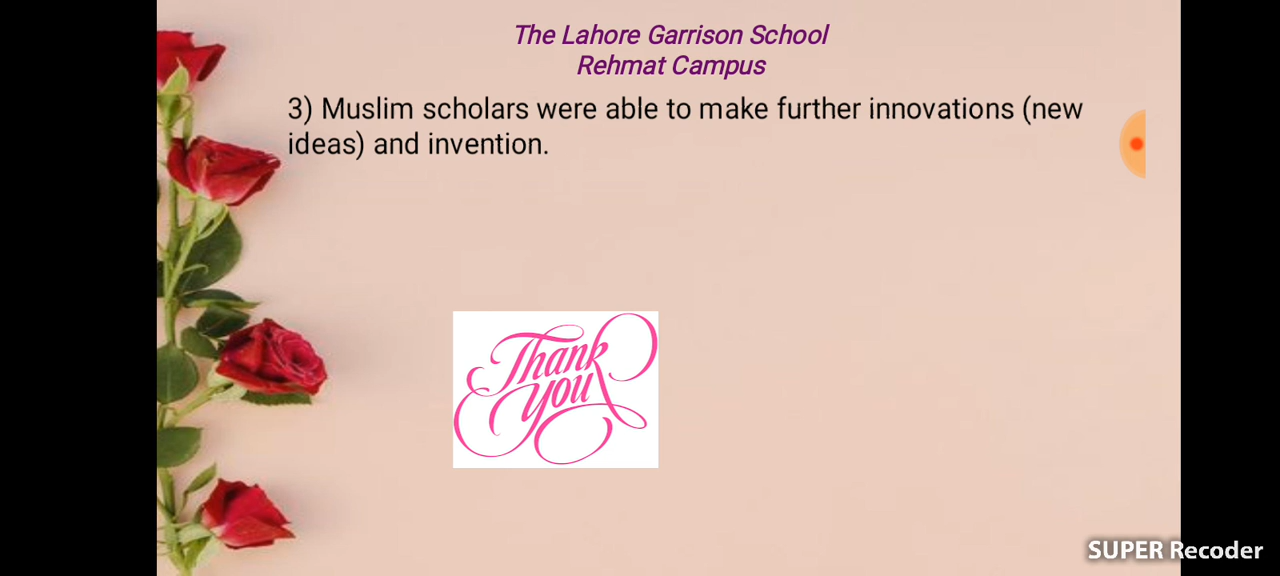 The Lahore Garrison School
Rehmat Campus
3) Muslim scholars were able to make further innovations (new
ideas) and invention.
Thank
You
SUPER Recoder